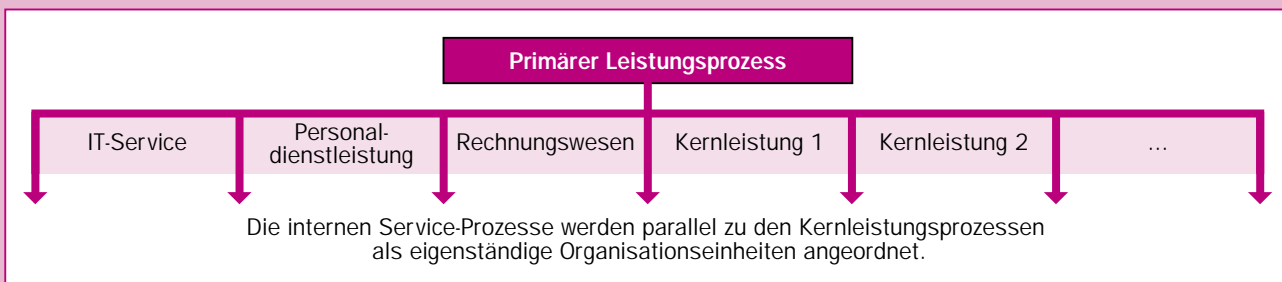 Primärer Leistungsprozess
IT-Service
Personal-
dienstleistung
Rechnungswesen
Kernleistung 1
Kernleistung 2
...
Die internen Service-Prozesse werden parallel zu den Kernleistungsprozessen
als eigenständige Organisationseinheiten angeordnet.